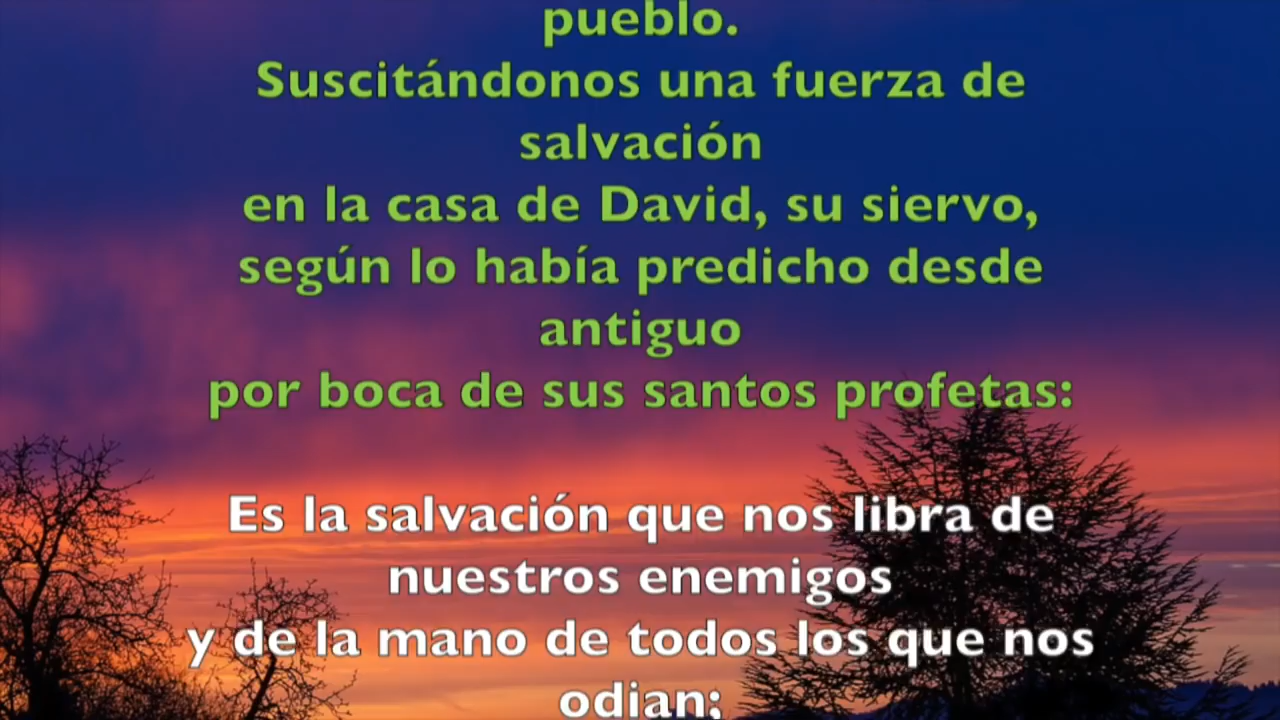 pueblo.
Suscitándonos una fuerza de
salvación
en la casa de David, su siervo,
según lo había predicho desde
antiguo
por boca de sus santos profetas:
Es la salvación que nos libra de
nuestros enemigos
y de la mano de todos los que nos
odian;